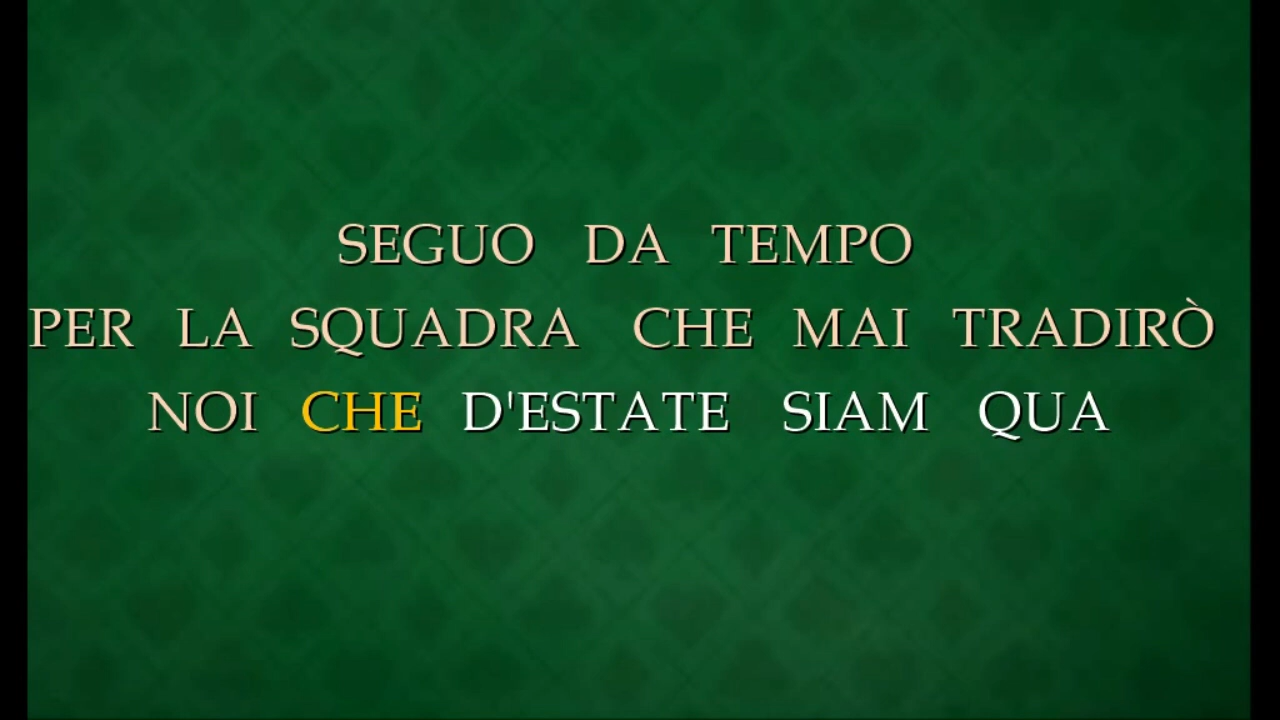 SEGUO DA TEMPO
PER LA SQUADRA CHE MAI TRADIRÒ
NOI CHE D'ESTATE SIAM QUA